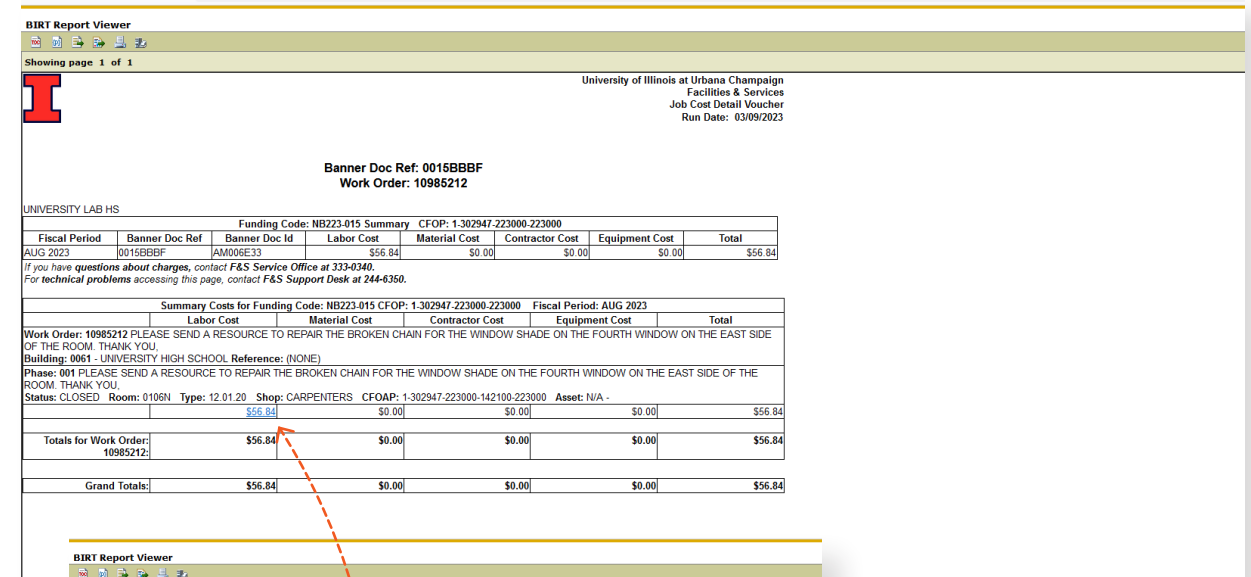 BIRT Report Viewer
Showing page 1 of 1
I
University of Illinois at Urbana Champaign
Facilities & Services
Job Cost Detail Voucher
Run Date: 03/09/2023
Banner Doc Ref: 0015BBBF
Work Order: 10985212
UNIVERSITY LAB HS
Funding Code: NB223-015 Summary CFOP: 1-302947-223000-223000
Fiscal Period Banner Doc Ref Banner Doc Id Labor Cost Material Cost Contractor Cost Equipment Cost Total
AUG 2023 0015BBBF AM006E33 $56.84 $0.00 $0.00 $0.00 $56.84
If you have questions about charges, contact F&S Service Office at 333-0340.
For technical problems accessing this page, contact F&S Support Desk at 244-6350.
Summary Costs for Funding Code: NB223-015 CFOP: 1-302947-223000-223000 Fiscal Period: AUG 2023
Labor Cost Material Cost Contractor Cost Equipment Cost Total
Work Order: 10985212 PLEASE SEND A RESOURCE TO REPAIR THE BROKEN CHAIN FOR THE WINDOW SHADE ON THE FOURTH WINDOW ON THE EAST SIDE
OF THE ROOM. THANK YOU,
Building: 0061 - UNIVERSITY HIGH SCHOOL Reference: (NONE)
Phase: 001 PLEASE SEND A RESOURCE TO REPAIR THE BROKEN CHAIN FOR THE WINDOW SHADE ON THE FOURTH WINDOW ON THE EAST SIDE OF THE
ROOM. THANK YOU,
Status: CLOSED Room: 0106N Type: 12.01.20 Shop: CARPENTERS CFOAP: 1-302947-223000-142100-223000 Asset: N/A -
$56.84 $0.00 $0.00 $0.00 $56.84
Totals for Work Order: $56.84 $0.00 $0.00 $0.00 $56.84
10985212:
Grand Totals: $56.84 $0.00 $0.00 $0.00 $56.84
BIRT Report Viewer